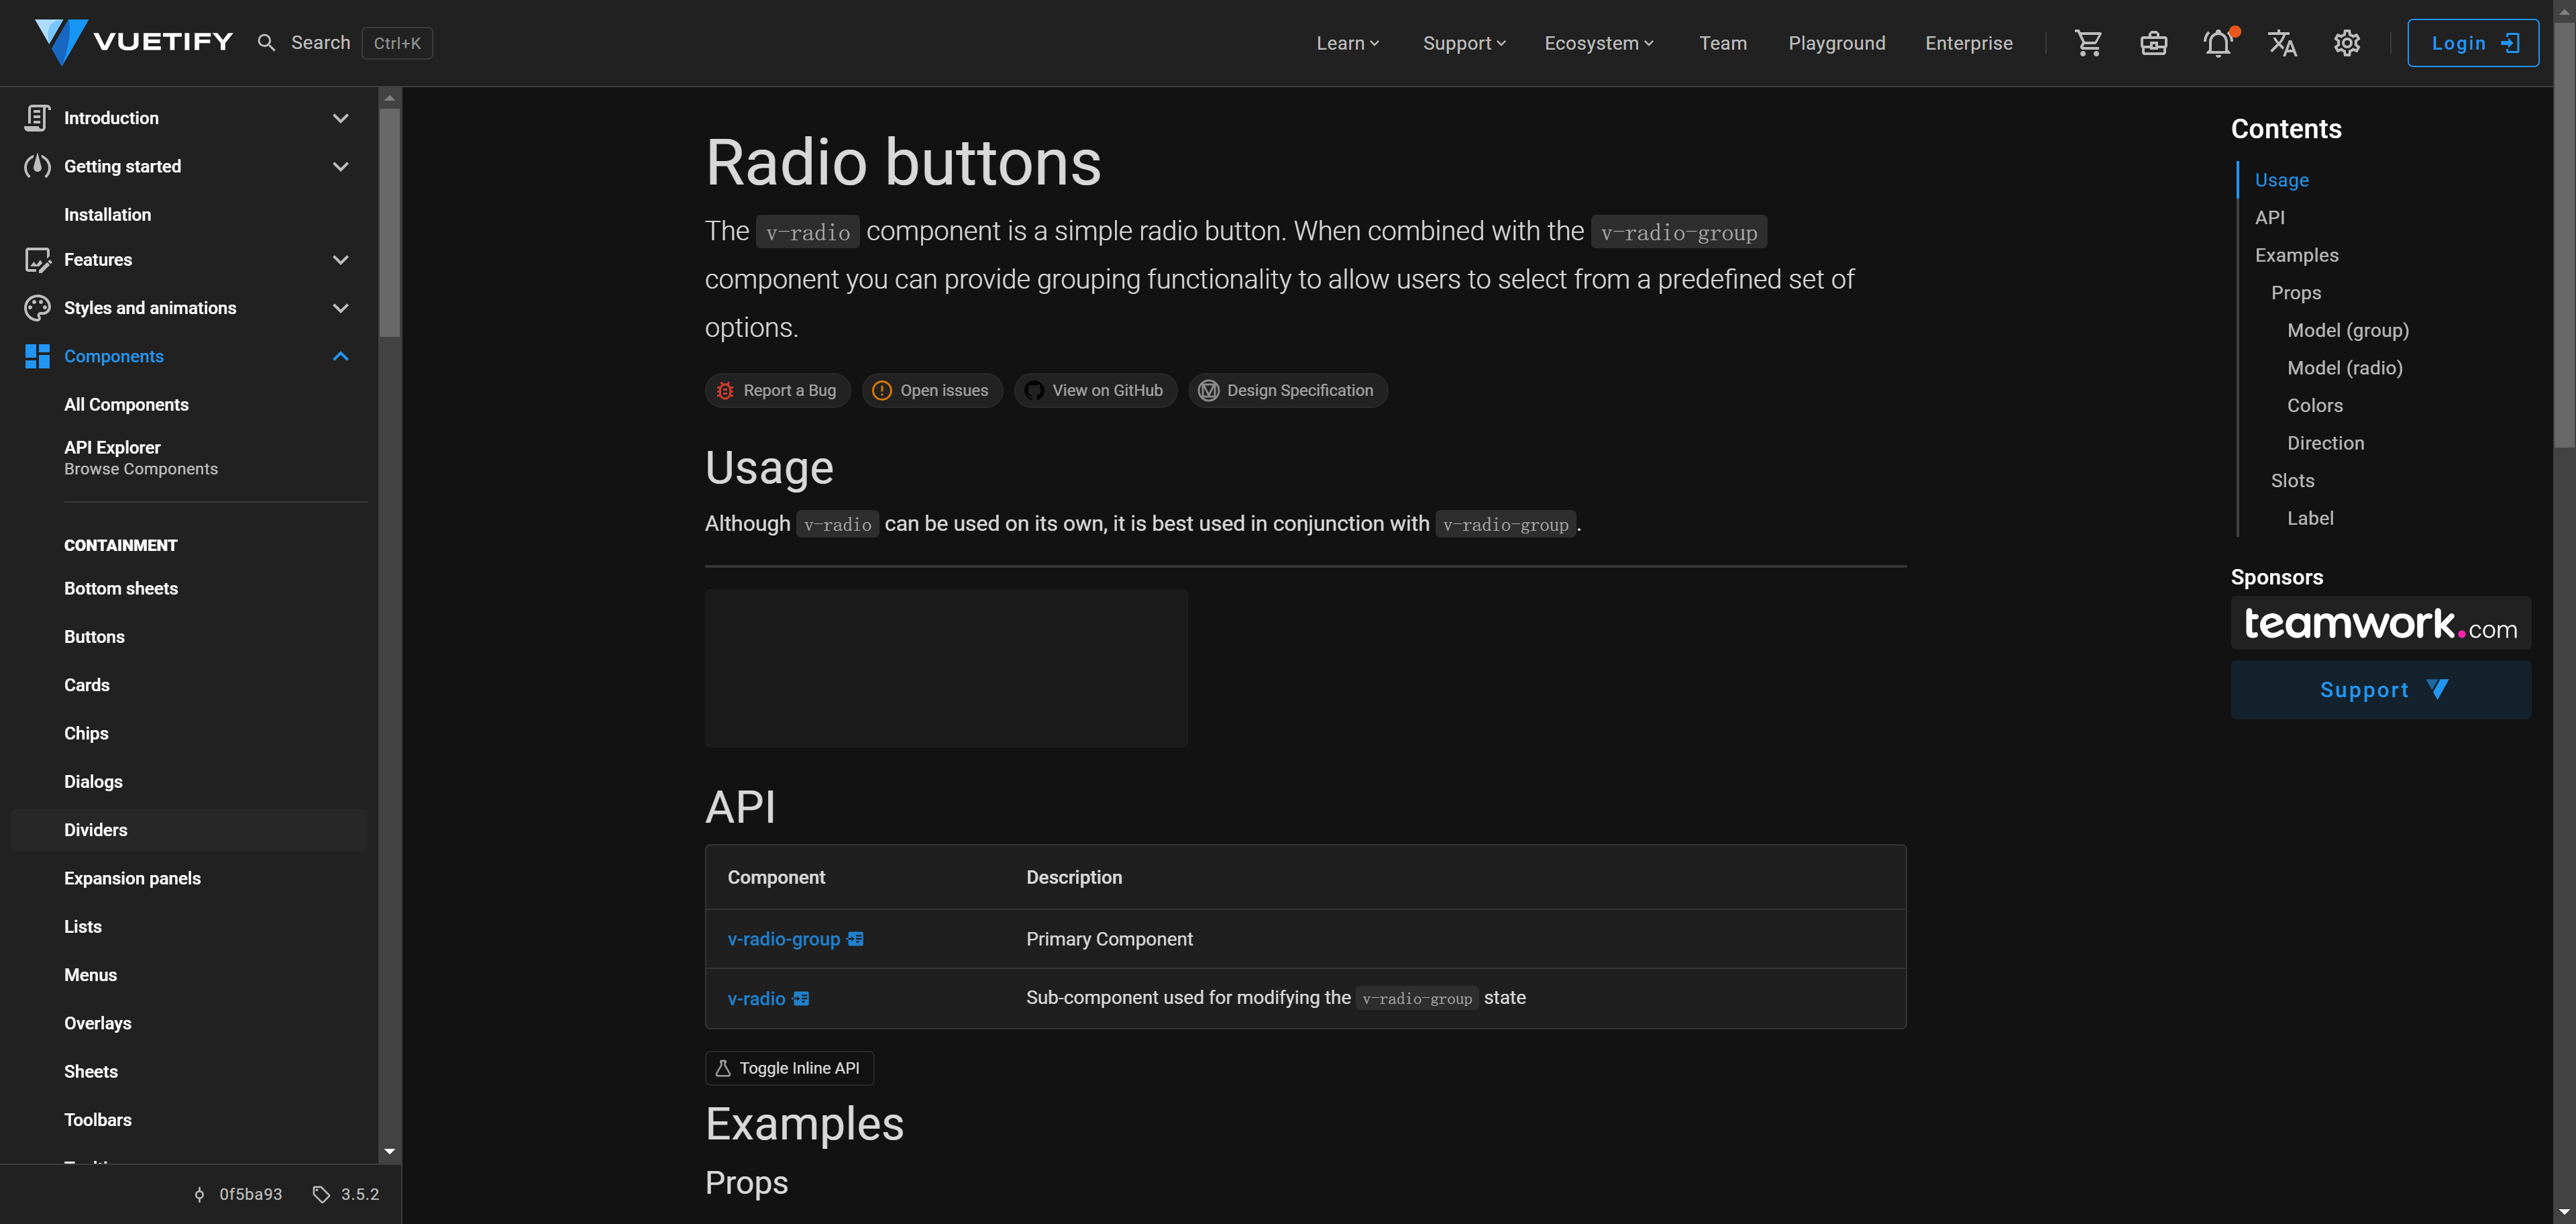 VUETIFY
Search Ctrl+K
Learn
Support
Ecosystem
Team
Playground
Enterprise
Login
Introduction
Getting started
Installation
Features
Styles and animations
Components
All Components
API Explorer
Browse Components
CONTAINMENT
Bottom sheets
Buttons
Cards
Chips
Dialogs
Dividers
Expansion panels
Lists
Menus
Overlays
Sheets
Toolbars
0f5ba93
3.5.2
Radio buttons
The v-radio component is a simple radio button. When combined with the v-radio-group
component you can provide grouping functionality to allow users to select from a predefined set of
options.
Report a Bug
Open issues
View on GitHub
Design Specification
Usage
Although v-radio can be used on its own, it is best used in conjunction with v-radio-group.
API
Component Description
v-radio-group Primary Component
v-radio Sub-component used for modifying the v-radio-group state
Toggle Inline API
Examples
Props
Contents
Usage
API
Examples
Props
Model (group)
Model (radio)
Colors
Direction
Slots
Label
Sponsors
teamwork.com
Support